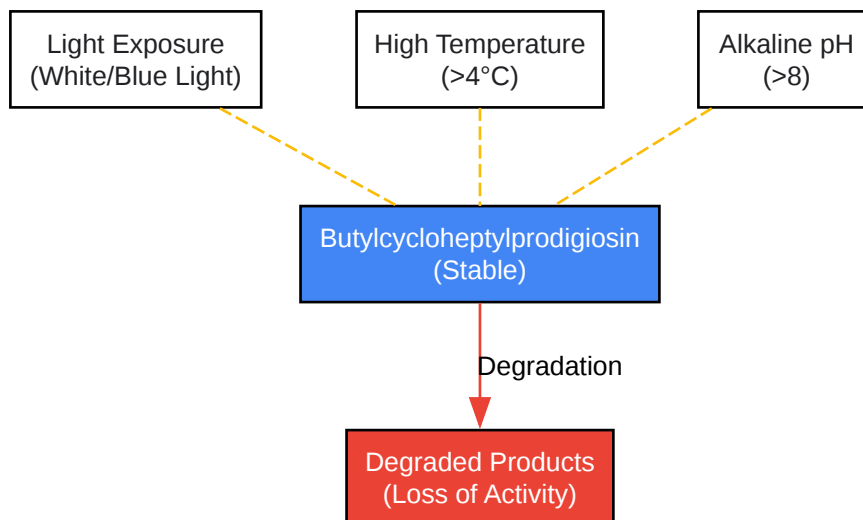 Light Exposure
(White/Blue Light)
High Temperature
(>4°C)
Alkaline pH
(>8)
Butylcycloheptylprodigiosin
(Stable)
Degradation
Degraded Products
(Loss of Activity)